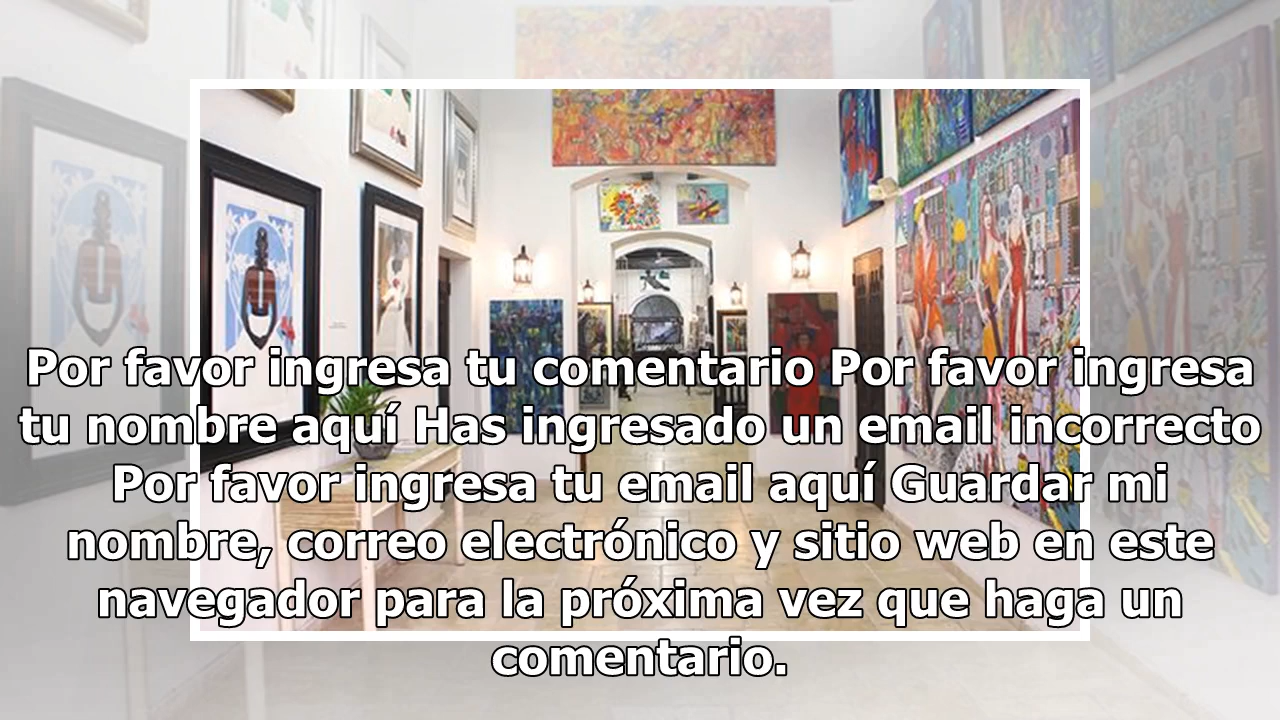 Por favor ingresa tu comentario Por favor ingresa
tu nombre aquí Has ingresado un email incorrecto
Por favor ingresa tu email aquí Guardar mi
nombre, correo electrónico y sitio web en este
navegador para la próxima vez que haga un
comentario.